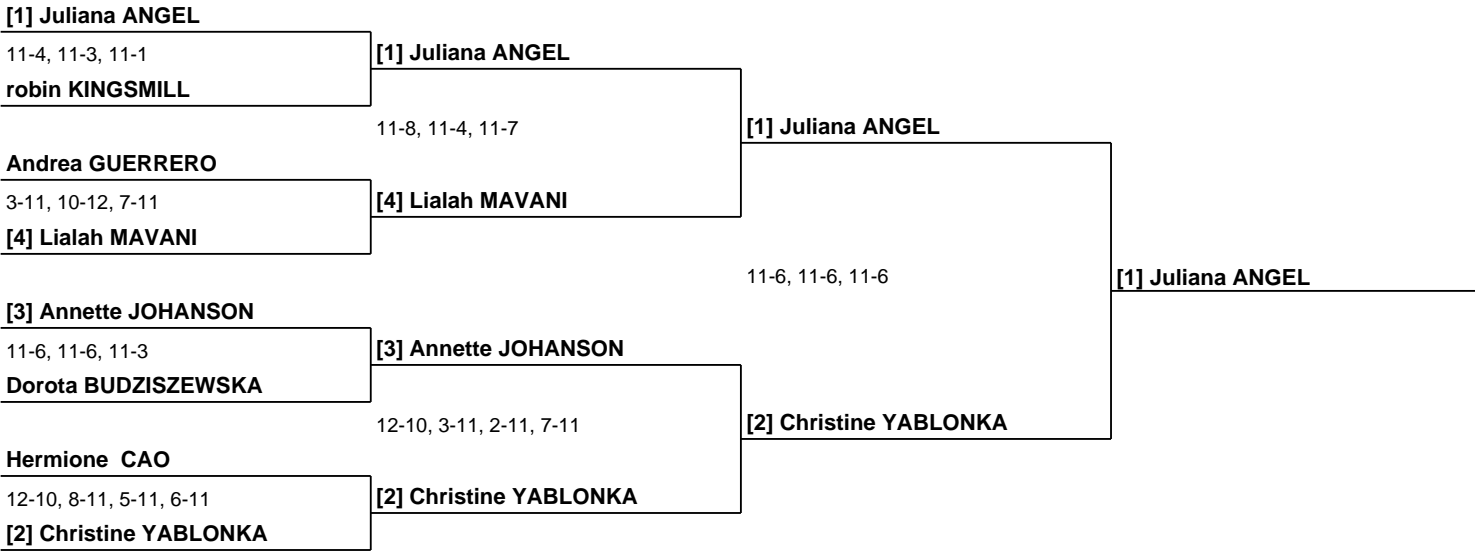 [1] Juliana ANGEL
11-4, 11-3, 11-1
[1] Juliana ANGEL
robin KINGSMILL
11-8, 11-4, 11-7
[1] Juliana ANGEL
Andrea GUERRERO
3-11, 10-12, 7-11
[4] Lialah MAVANI
[4] Lialah MAVANI
11-6, 11-6, 11-6
[1] Juliana ANGEL
[3] Annette JOHANSON
11-6, 11-6, 11-3
[3] Annette JOHANSON
Dorota BUDZISZEWSKA
12-10, 3-11, 2-11, 7-11
[2] Christine YABLONKA
Hermione  CAO
12-10, 8-11, 5-11, 6-11
[2] Christine YABLONKA
[2] Christine YABLONKA